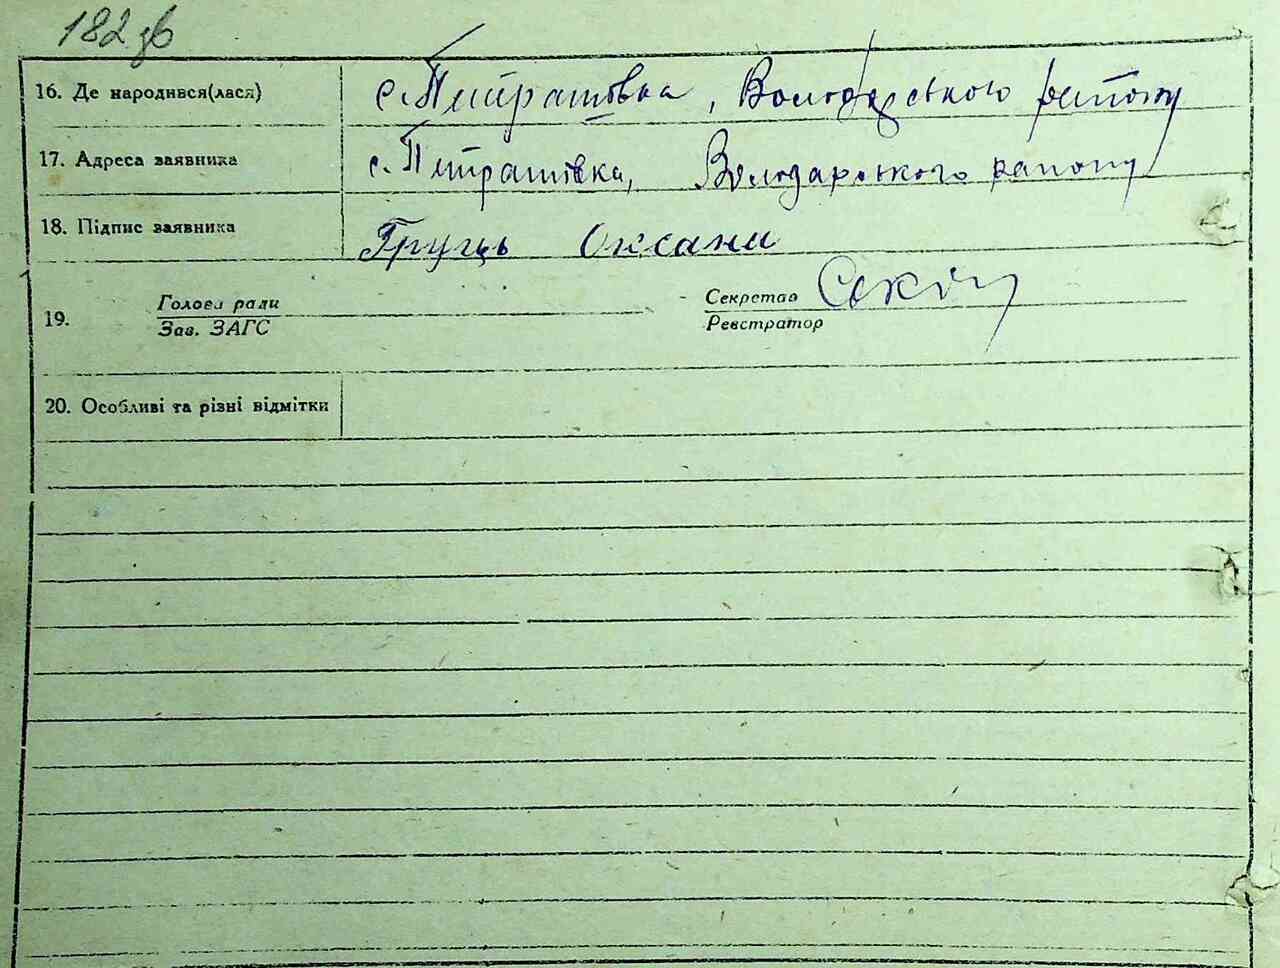 182 зв
16. Де народився(лася) с. Петрашівка, Володарського району
17. Адреса заявника с. Петрашівка, Володарського району
18. Підпис заявника Оксани
Голова ради Секретар
19.
Зав. ЗАГС Реєстратор
20. Особливі та різні відмітки